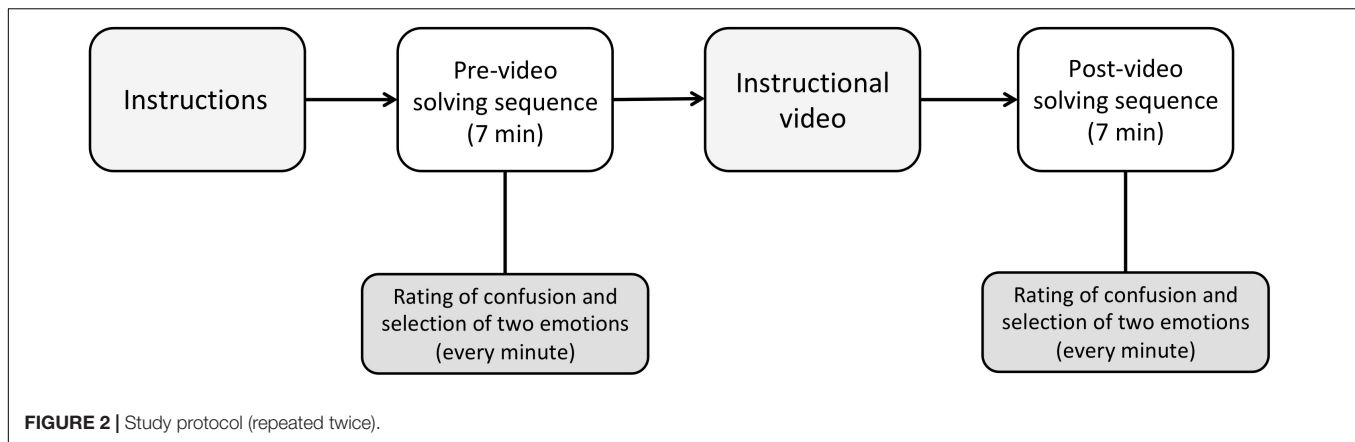 Instructions
Pre-video
solving sequence
(7 min)
Instructional
video
Post-video
solving sequence
(7 min)
Rating of confusion and
selection of two emotions
(every minute)
Rating of confusion and
selection of two emotions
(every minute)
FIGURE 2 | Study protocol (repeated twice).